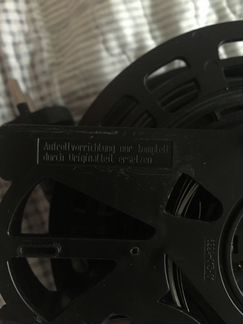 Aufrollvorrichtung nur komplett
durch Originalteil ersetzen